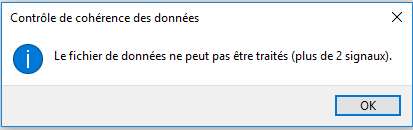 Contrôle de cohérence des données
Le fichier de données ne peut pas être traités (plus de 2 signaux).
OK